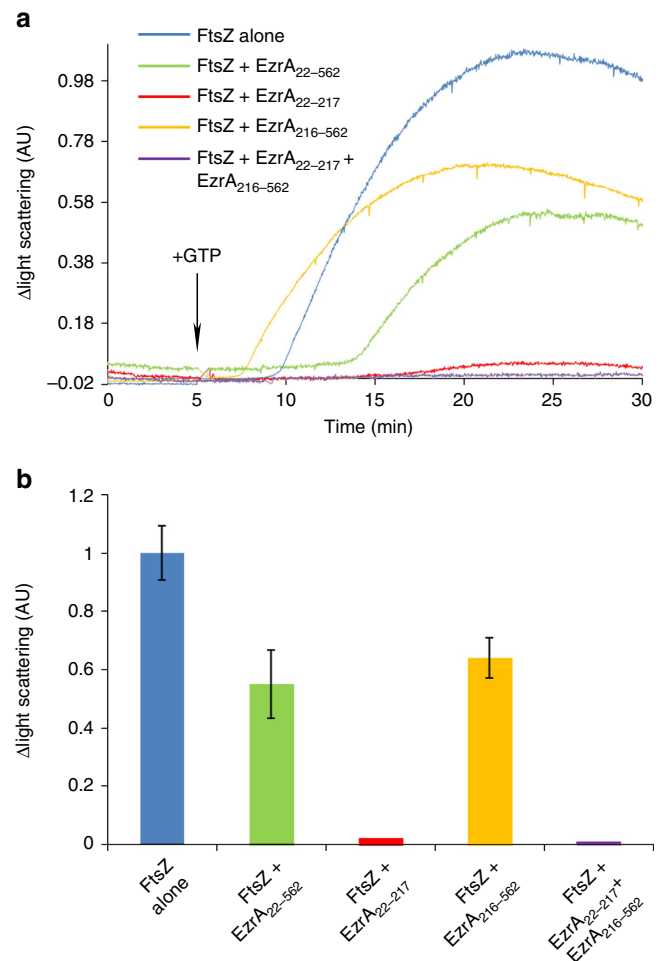 a
FtsZ alone
FtsZ + EzrA22–562
FtsZ + EzrA22–217
FtsZ + EzrA216–562
FtsZ + EzrA22–217 +
EzrA216–562
Δlight scattering (AU)
0.98
0.78
0.58
0.38
0.18
–0.02
+GTP
0
5
10
15
20
25
30
Time (min)
b
Δlight scattering (AU)
1.2
1
0.8
0.6
0.4
0.2
0
FtsZ
alone
FtsZ +
EzrA22–562
FtsZ +
EzrA22–217
FtsZ +
EzrA216–562
FtsZ +
EzrA22–217+
EzrA216–562